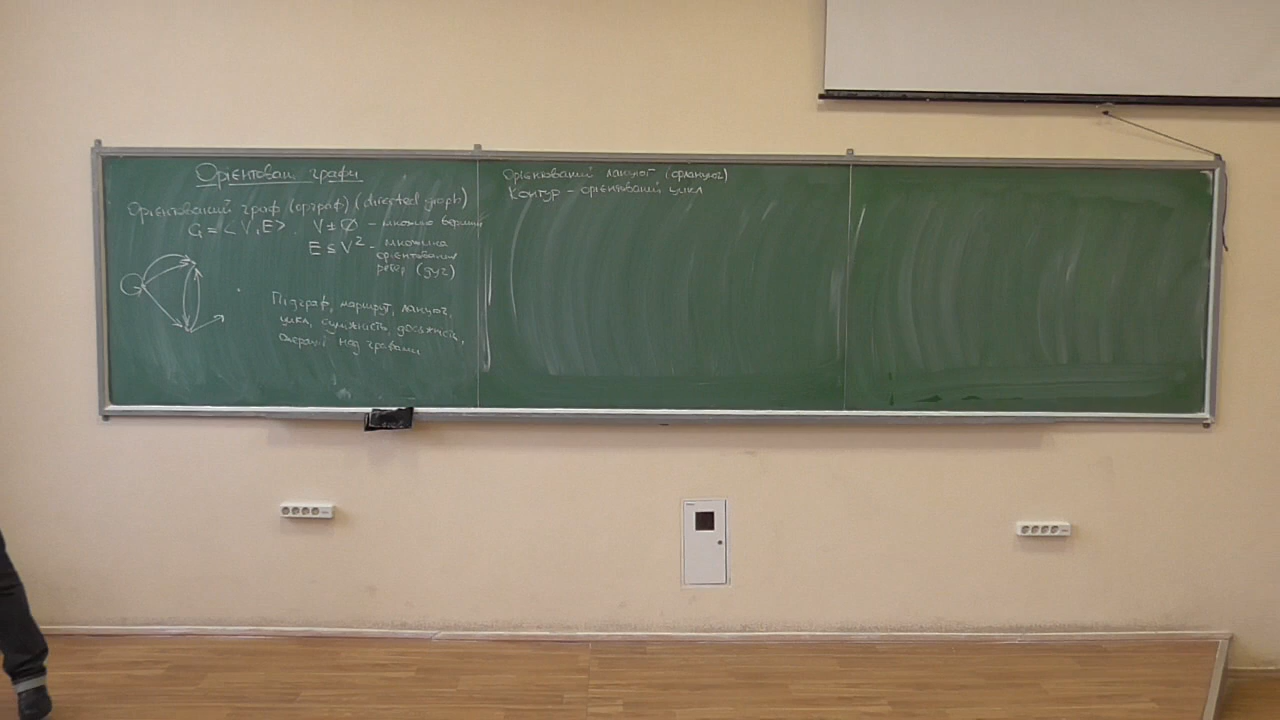 Орієнтовані графи
Орієнтований граф (орграф) (directed graph)
G = < V, E >. V ≠ ∅ - множина вершин
E ⊆ V² - множина
орієнтованих
ребер (дуг)
Підграф, маршрут, ланцюг,
цикл, суміжність, досяжність,
Операції над графами
Орієнтований ланцюг (орланцюг)
Контур - орієнтований цикл